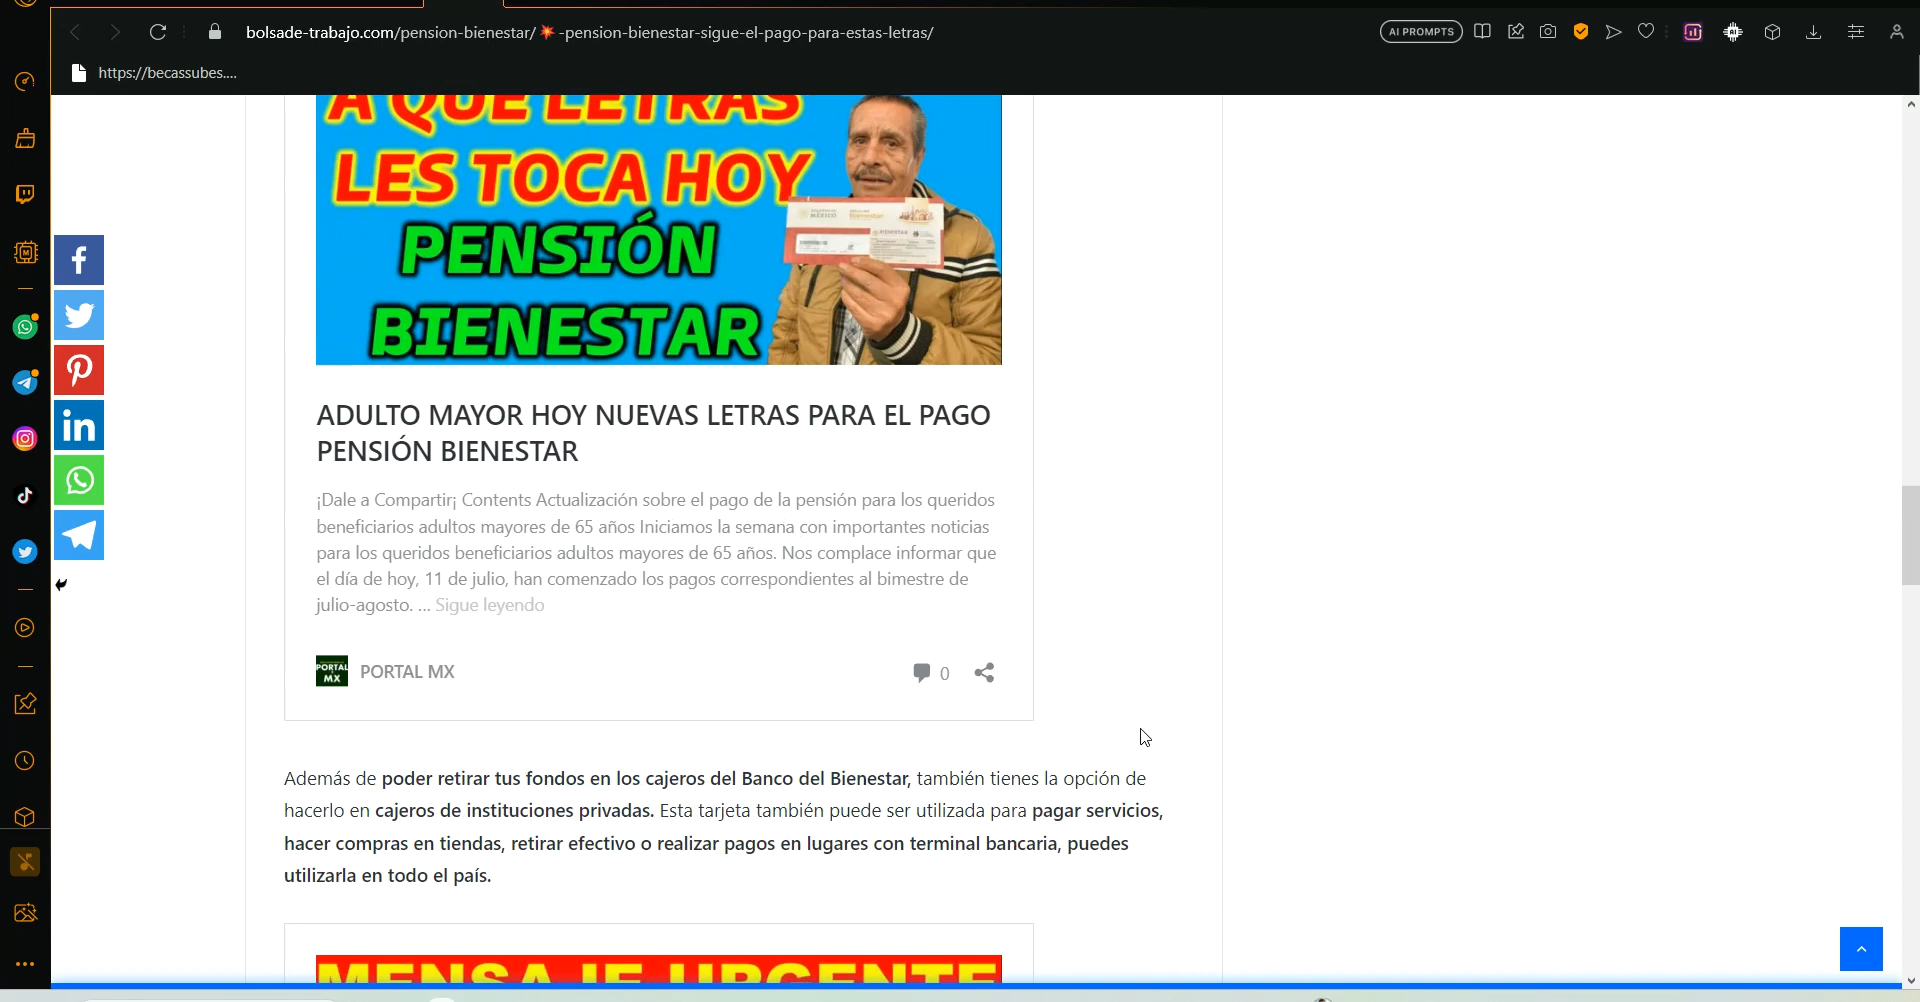 bolsade-trabajo.com/pension-bienestar/💥-pension-bienestar-sigue-el-pago-para-estas-letras/
AI PROMPTS
https://becassubes....
A QUE LETRAS
LES TOCA HOY
PENSIÓN
BIENESTAR
ADULTO MAYOR HOY NUEVAS LETRAS PARA EL PAGO
PENSIÓN BIENESTAR
¡Dale a Compartir¡ Contents Actualización sobre el pago de la pensión para los queridos
beneficiarios adultos mayores de 65 años Iniciamos la semana con importantes noticias
para los queridos beneficiarios adultos mayores de 65 años. Nos complace informar que
el día de hoy, 11 de julio, han comenzado los pagos correspondientes al bimestre de
julio-agosto. ... Sigue leyendo
PORTAL
MX
PORTAL MX
0
Además de poder retirar tus fondos en los cajeros del Banco del Bienestar, también tienes la opción de
hacerlo en cajeros de instituciones privadas. Esta tarjeta también puede ser utilizada para pagar servicios,
hacer compras en tiendas, retirar efectivo o realizar pagos en lugares con terminal bancaria, puedes
utilizarla en todo el país.
MENSAJE URGENTE